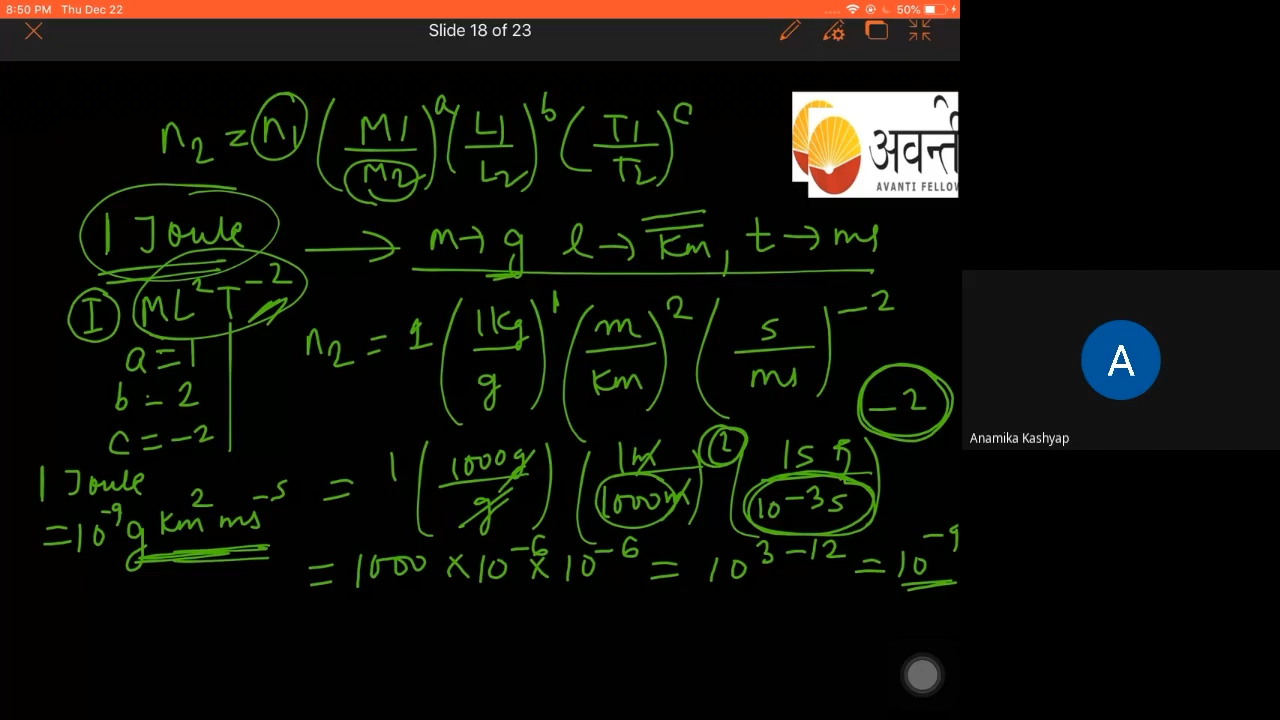 8:50 PM Thu Dec 22
50%
Slide 18 of 23
n2 = n1 (M1/M2)^a (L1/L2)^b (T1/T2)^c
अवन्त
AVANTI FELLOW
1 Joule → m→g l→ Km, t→ms
I ML^2T^-2
a=1
b=2
c=-2
n2 = 1 (1kg/g)^1 (m/Km)^2 (s/ms)^-2
-2
= 1 (1000g/g) (1m/1000m)^2 (1s/10^-3s)
1 Joule
= 10^-9 g Km^2 ms^-s
= 1000 × 10^-6 × 10^-6 = 10^3-12 = 10^-9
A
Anamika Kashyap